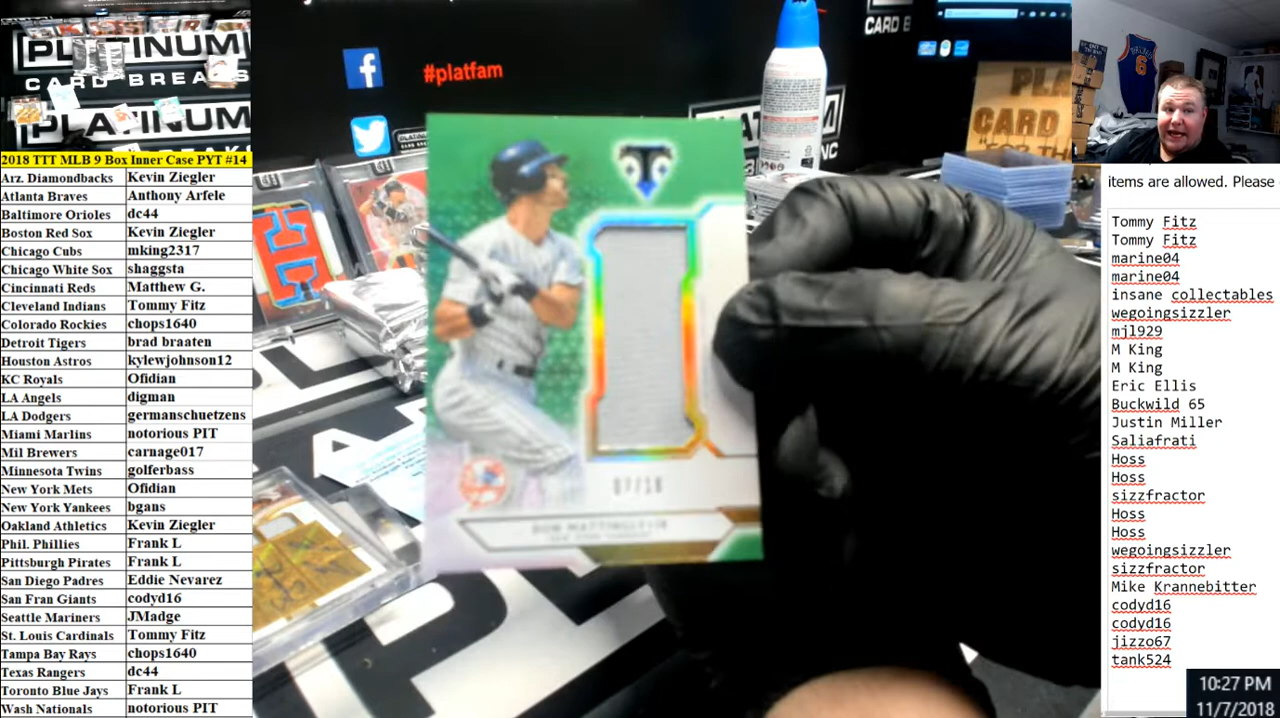 PLATINUM
CARD BREAKS
PLATINUM
2018 TTT MLB 9 Box Inner Case PYT #14
Arz. Diamondbacks Kevin Ziegler
Atlanta Braves Anthony Arfele
Baltimore Orioles dc44
Boston Red Sox Kevin Ziegler
Chicago Cubs mking2317
Chicago White Sox shaggsta
Cincinnati Reds Matthew G.
Cleveland Indians Tommy Fitz
Colorado Rockies chops1640
Detroit Tigers brad braaten
Houston Astros kylewjohnson12
KC Royals Ofidian
LA Angels digman
LA Dodgers germanschuetzens
Miami Marlins notorious PIT
Mil Brewers carnage017
Minnesota Twins golferbass
New York Mets Ofidian
New York Yankees bgans
Oakland Athletics Kevin Ziegler
Phil. Phillies Frank L
Pittsburgh Pirates Frank L
San Diego Padres Eddie Nevarez
San Fran Giants codyd16
Seattle Mariners JMadge
St. Louis Cardinals Tommy Fitz
Tampa Bay Rays chops1640
Texas Rangers dc44
Toronto Blue Jays Frank L
Wash Nationals notorious PIT
#platfam
CARD B
CARD
DON MATTINGLY
items are allowed. Please
Tommy Fitz
Tommy Fitz
marine04
marine04
insane collectables
wegoingsizzler
mjl929
M King
M King
Eric Ellis
Buckwild 65
Justin Miller
Saliafrati
Hoss
Hoss
sizzfractor
Hoss
Hoss
wegoingsizzler
sizzfractor
Mike Krannebitter
codyd16
codyd16
jizzo67
tank524
10:27 PM
11/7/2018